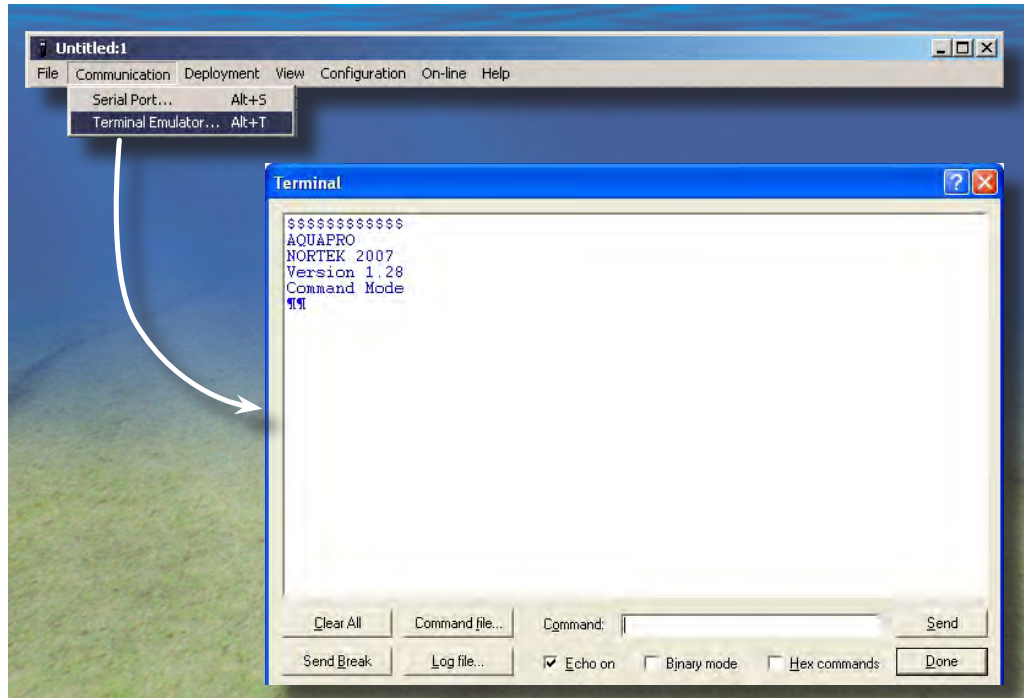 Untitled:1
File Communication Deployment View Configuration On-line Help
Serial Port... Alt+S
Terminal Emulator... Alt+T
Terminal
$$$$$$$$$$$$
AQUAPRO
NORTEK 2007
Version 1.28
Command Mode
¶¶
Clear All Command file... Command: Send
Send Break Log file... Echo on Binary mode Hex commands Done